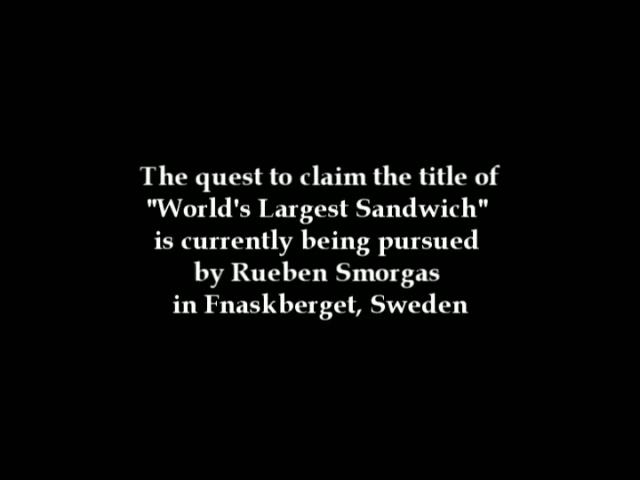 The quest to claim the title of
"World's Largest Sandwich"
is currently being pursued
by Rueben Smorgas
in Fnaskberget, Sweden